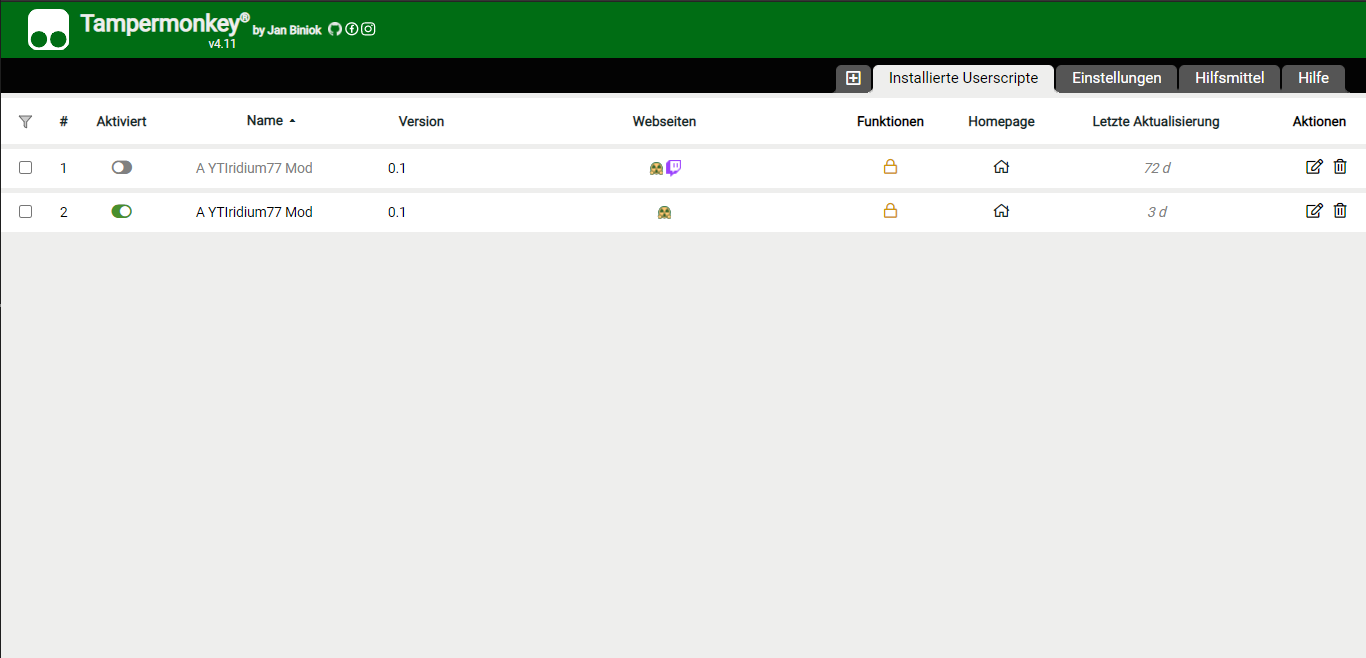 Tampermonkey® by Jan Biniok
v4.11
Installierte Userscripte Einstellungen Hilfsmittel Hilfe
# Aktiviert Name Version Webseiten Funktionen Homepage Letzte Aktualisierung Aktionen
1 A YTIridium77 Mod 0.1 72 d
2 A YTIridium77 Mod 0.1 3 d